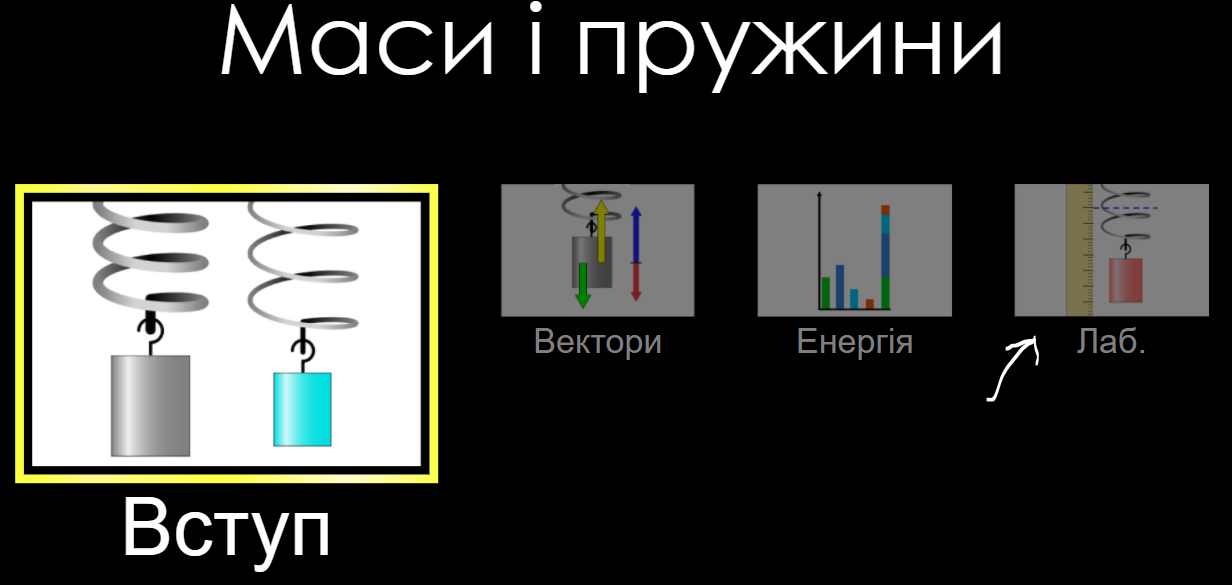 Маси і пружини
Вектори
Енергія
Лаб.
Вступ